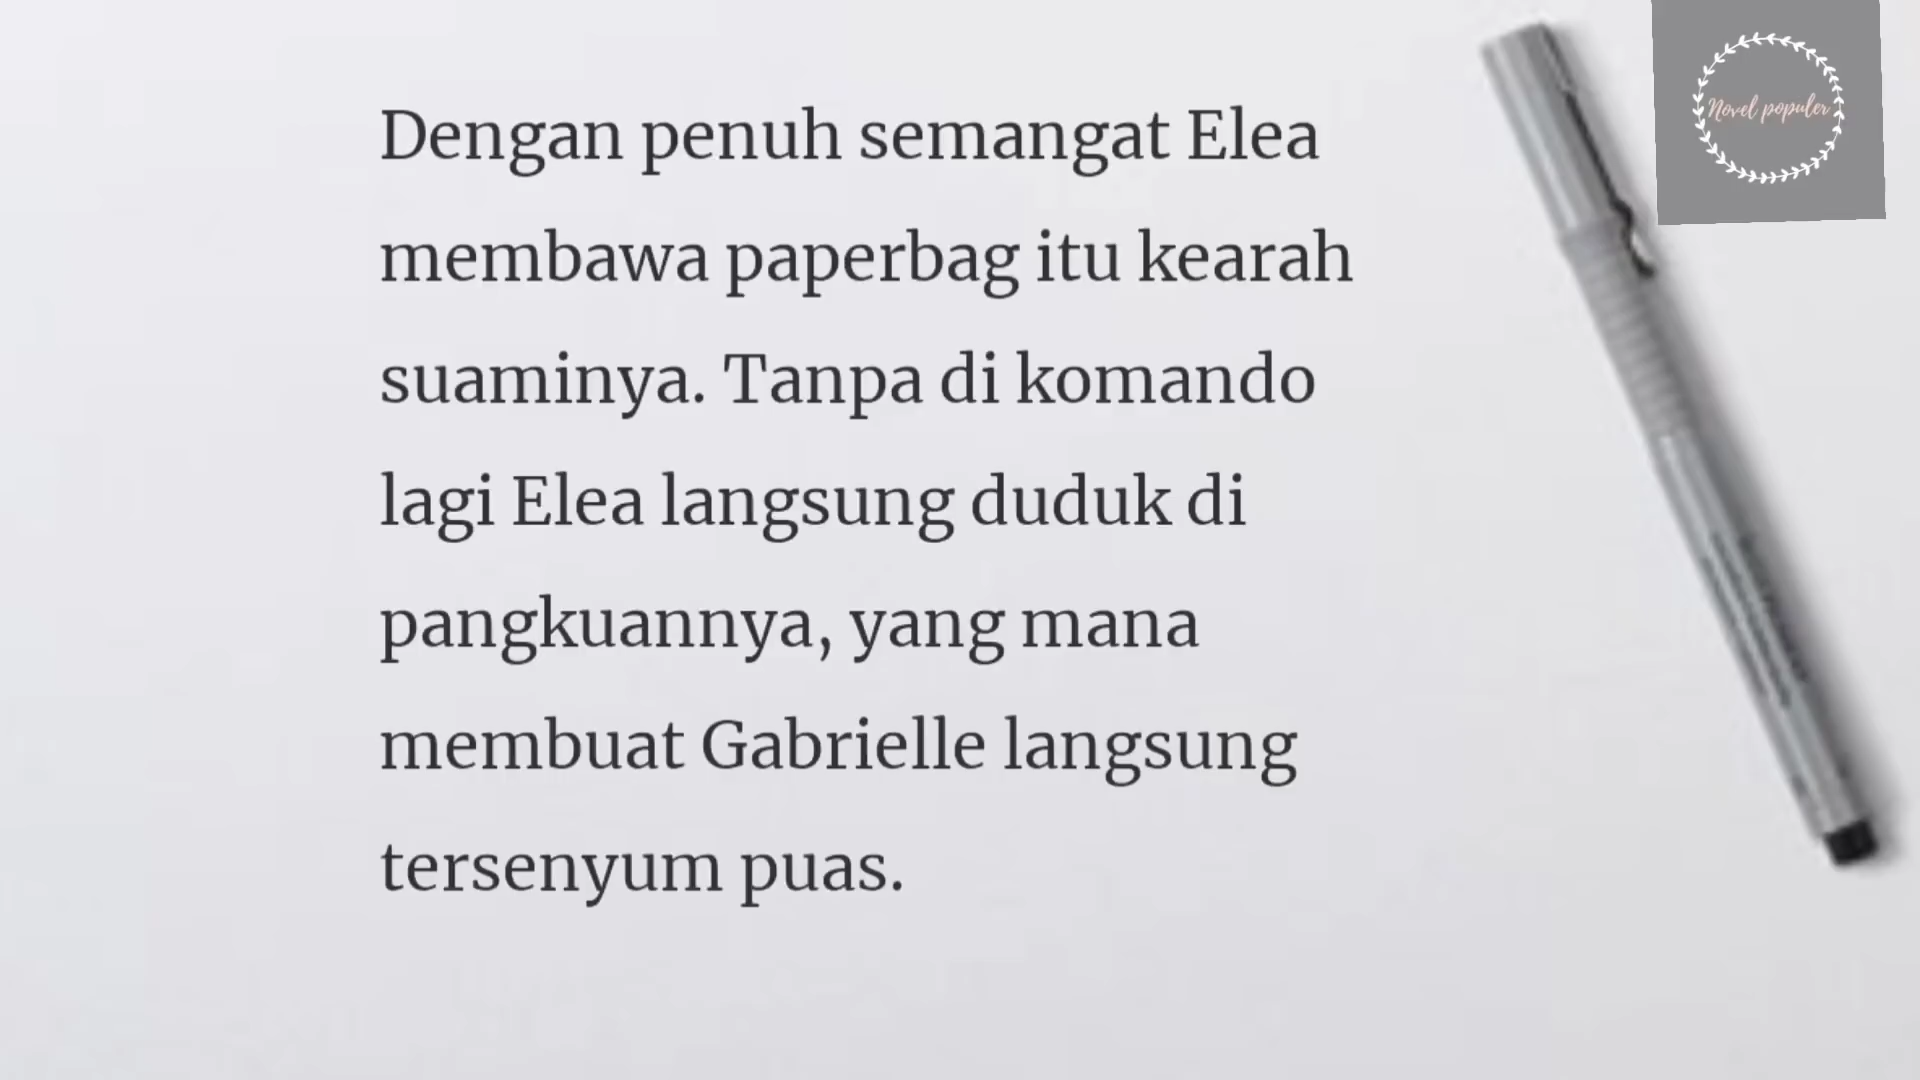 Dengan penuh semangat Elea
membawa paperbag itu kearah
suaminya. Tanpa di komando
lagi Elea langsung duduk di
pangkuannya, yang mana
membuat Gabrielle langsung
tersenyum puas.
Novel populer